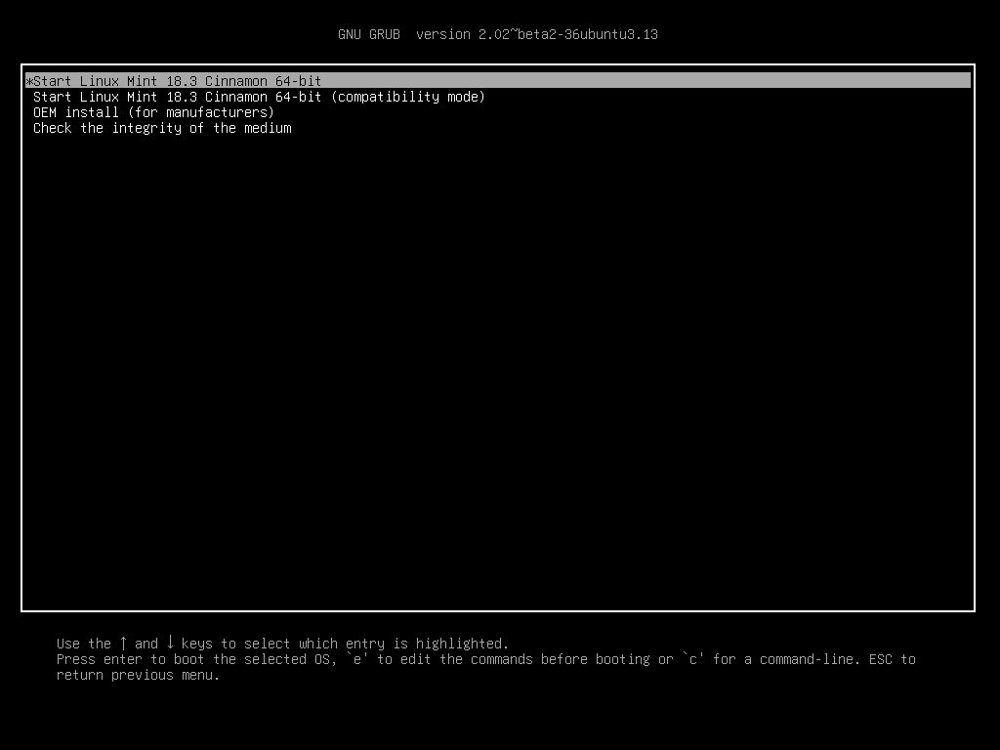 GNU GRUB  version 2.02~beta2-36ubuntu3.13
*Start Linux Mint 18.3 Cinnamon 64-bit
Start Linux Mint 18.3 Cinnamon 64-bit (compatibility mode)
OEM install (for manufacturers)
Check the integrity of the medium
Use the ↑ and ↓ keys to select which entry is highlighted.
Press enter to boot the selected OS, `e' to edit the commands before booting or `c' for a command-line. ESC to
return previous menu.